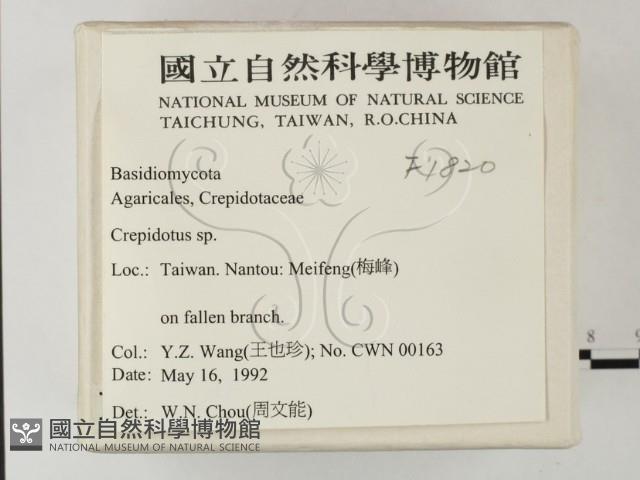 國立自然科學博物館
NATIONAL MUSEUM OF NATURAL SCIENCE
TAICHUNG, TAIWAN, R.O.CHINA
F1820
Basidiomycota
Agaricales, Crepidotaceae
Crepidotus sp.
Loc.: Taiwan. Nantou: Meifeng(梅峰)
on fallen branch.
Col.: Y.Z. Wang(王也珍); No. CWN 00163
Date: May 16, 1992
Det.: W.N. Chou(周文能)
國立自然科學博物館
NATIONAL MUSEUM OF NATURAL SCIENCE
8 9